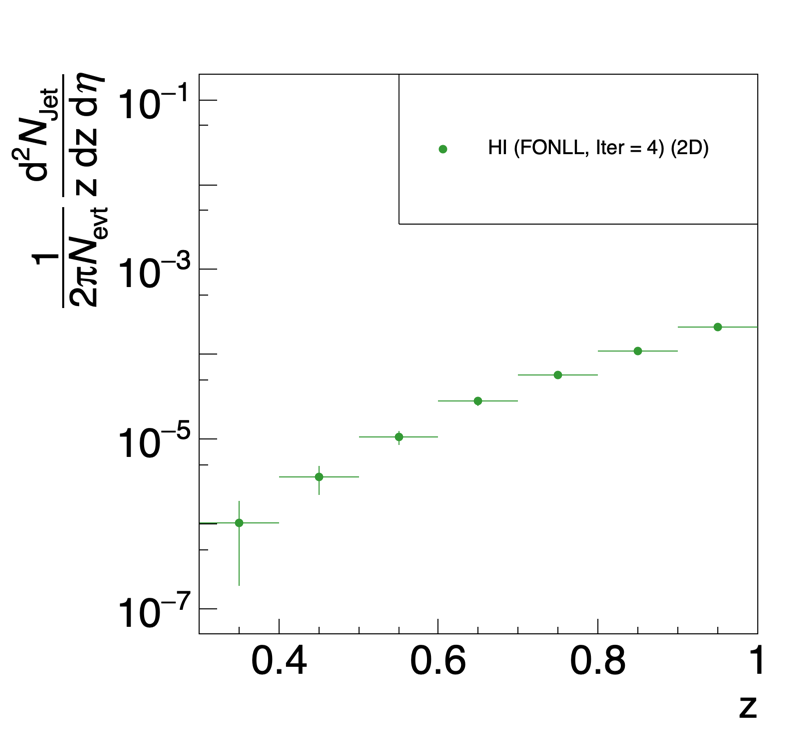 1/2πN_evt d²N_Jet/z dz dη
10⁻¹
HI (FONLL, Iter = 4) (2D)
10⁻³
10⁻⁵
10⁻⁷
0.4 0.6 0.8 1
z